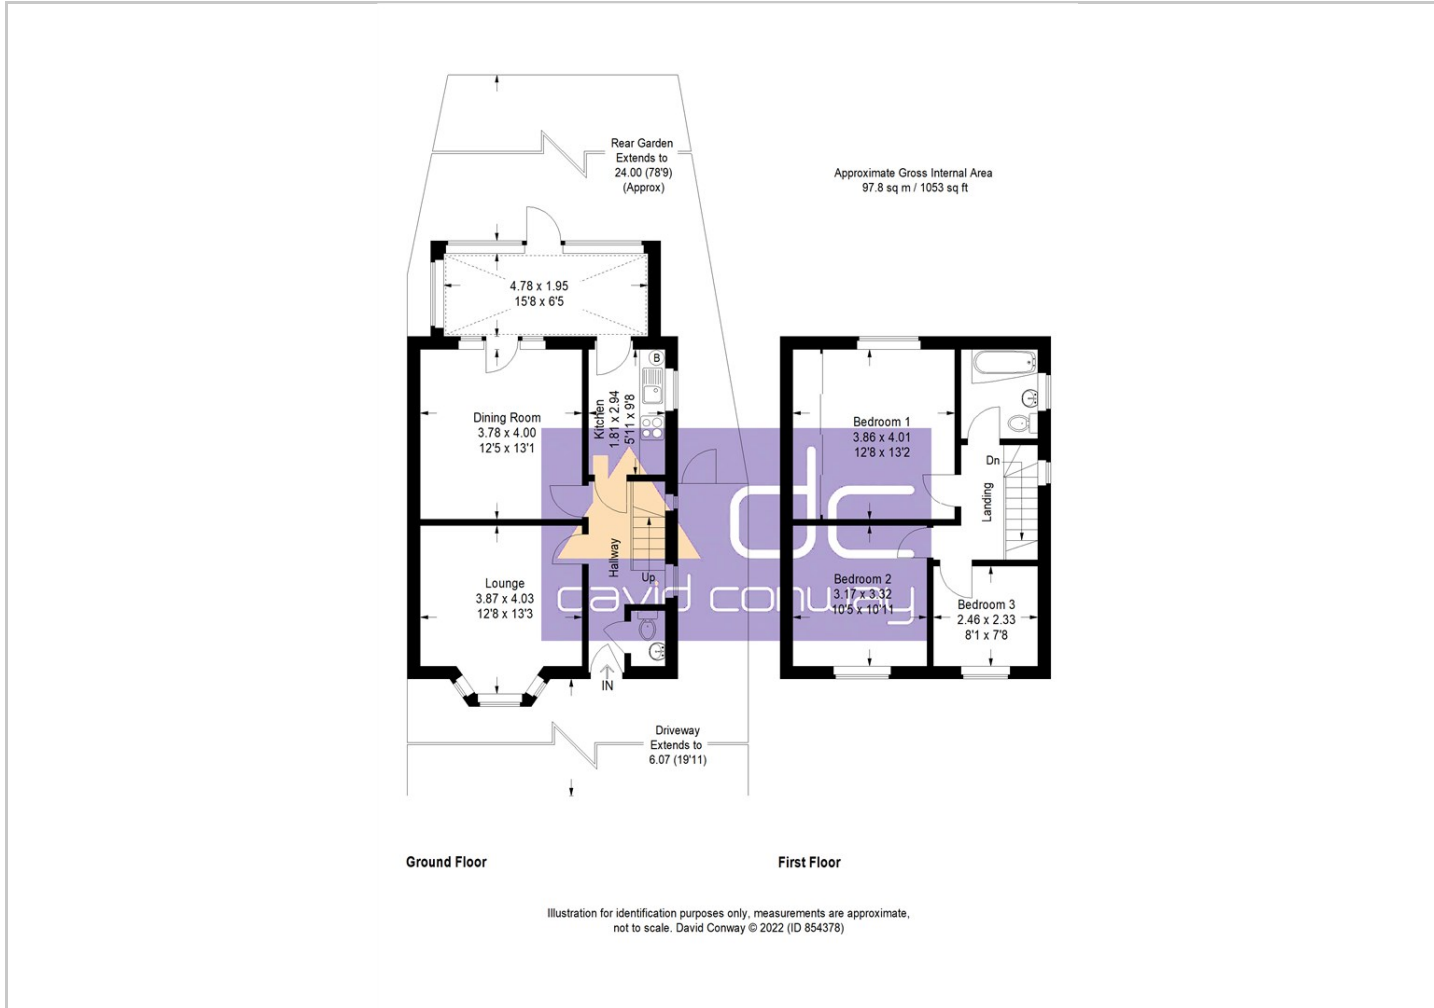 Rear Garden
Extends to
24.00 (78'9)
(Approx)
Approximate Gross Internal Area
97.8 sq m / 1053 sq ft
4.78 x 1.95
15'8 x 6'5
B
Dining Room
3.78 x 4.00
12'5 x 13'1
Kitchen
1.81 x 2.94
5'11 x 9'8
Bedroom 1
3.86 x 4.01
12'8 x 13'2
Dn
Landing
dc
david conway
Lounge
3.87 x 4.03
12'8 x 13'3
Hallway
Up
IN
Bedroom 2
3.17 x 3.32
10'5 x 10'11
Bedroom 3
2.46 x 2.33
8'1 x 7'8
Driveway
Extends to
6.07 (19'11)
Ground Floor
First Floor
Illustration for identification purposes only, measurements are approximate,
not to scale. David Conway © 2022 (ID 854378)